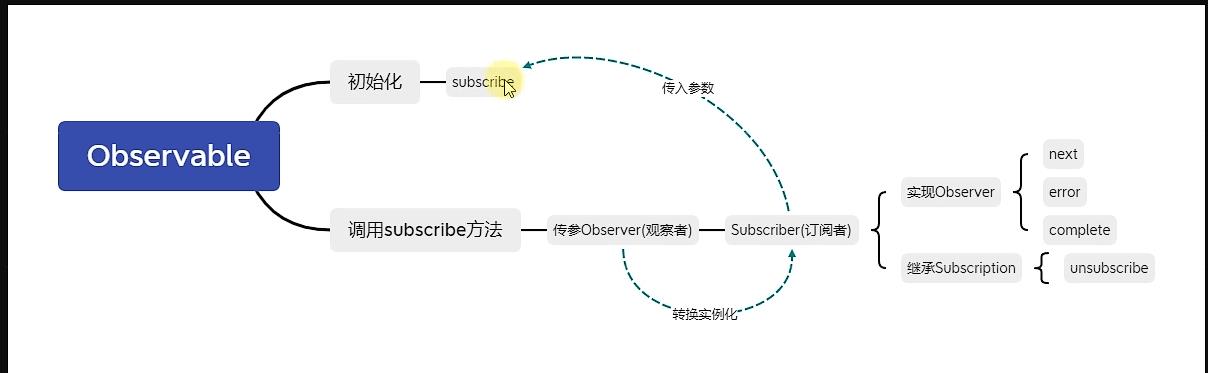 Observable
初始化
subscribe
传入参数
调用subscribe方法
传参Observer(观察者)
Subscriber(订阅者)
实现Observer
next
error
complete
继承Subscription
unsubscribe
转换实例化